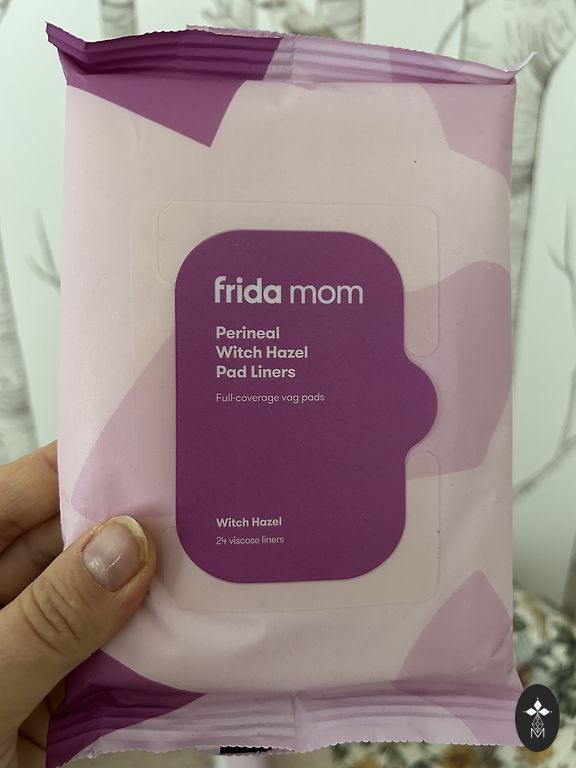 frida mom
Perineal
Witch Hazel
Pad Liners
Full-coverage vag pads
Witch Hazel
24 viscose liners
M